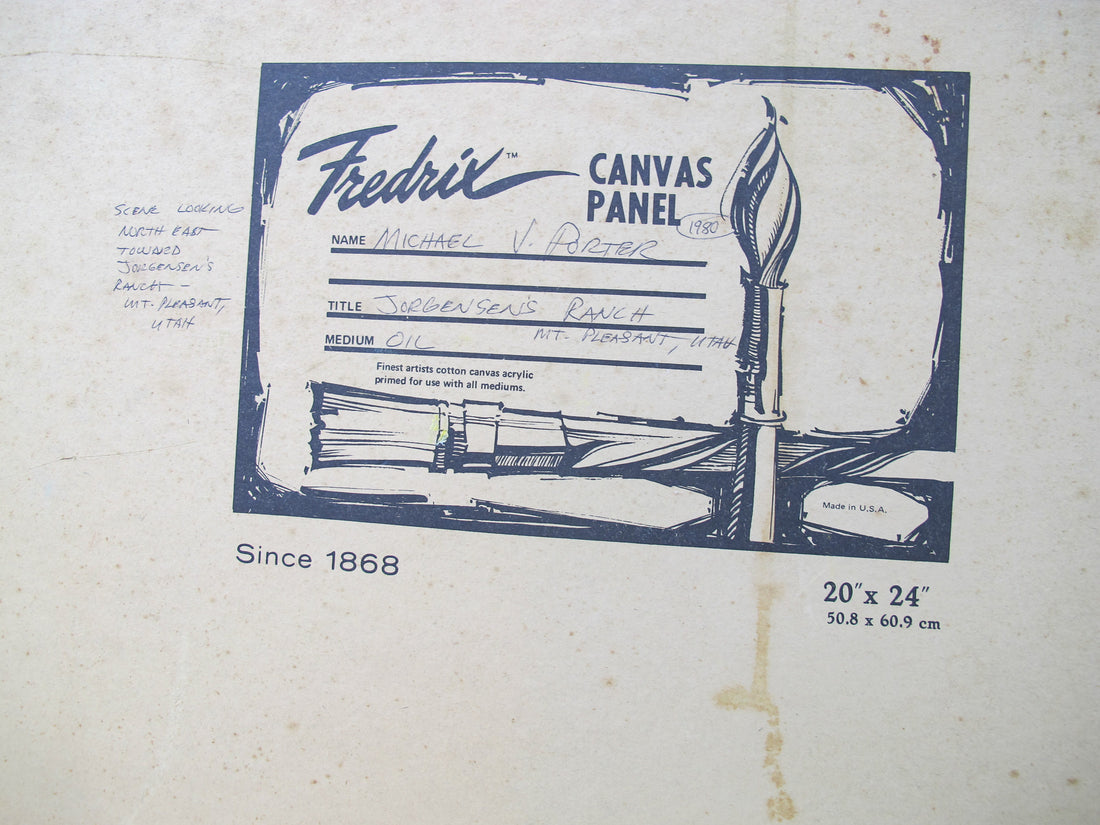 Fredrix™
CANVAS
PANEL
1980
NAME MICHAEL V. PORTER
TITLE JORGENSEN'S RANCH
MT. PLEASANT, UTAH
MEDIUM OIL
Finest artists cotton canvas acrylic
primed for use with all mediums.
SCENE LOOKING
NORTH EAST
TOWARD
JORGENSEN'S
RANCH –
MT. PLEASANT,
UTAH
Made in U.S.A.
Since 1868
20" x 24"
50.8 x 60.9 cm